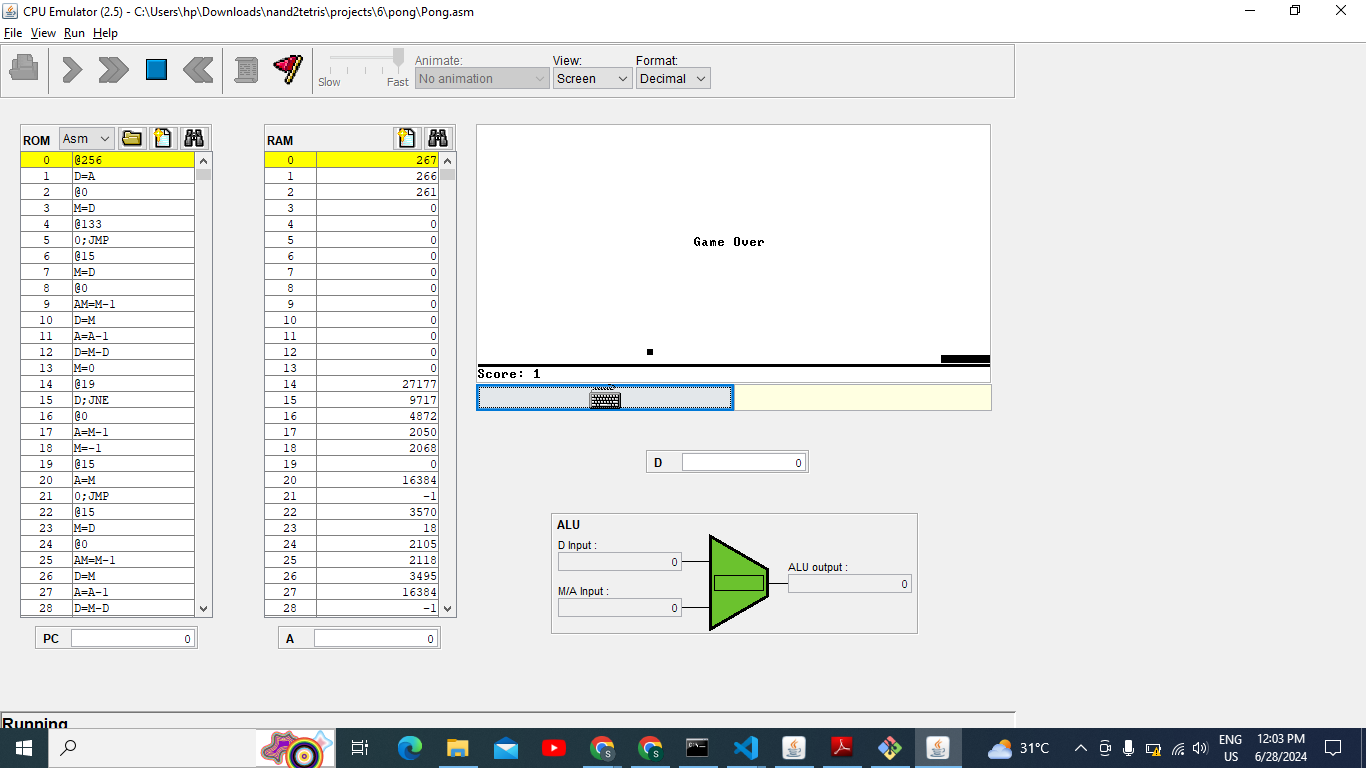 CPU Emulator (2.5) - C:\Users\hp\Downloads\nand2tetris\projects\6\pong\Pong.asm
File View Run Help
Slow Fast
Animate:
No animation
View:
Screen
Format:
Decimal
ROM Asm
0 @256
1 D=A
2 @0
3 M=D
4 @133
5 0;JMP
6 @15
7 M=D
8 @0
9 AM=M-1
10 D=M
11 A=A-1
12 D=M-D
13 M=0
14 @19
15 D;JNE
16 @0
17 A=M-1
18 M=-1
19 @15
20 A=M
21 0;JMP
22 @15
23 M=D
24 @0
25 AM=M-1
26 D=M
27 A=A-1
28 D=M-D
PC 0
RAM
0 267
1 266
2 261
3 0
4 0
5 0
6 0
7 0
8 0
9 0
10 0
11 0
12 0
13 0
14 27177
15 9717
16 4872
17 2050
18 2068
19 0
20 16384
21 -1
22 3570
23 18
24 2105
25 2118
26 3495
27 16384
28 -1
A 0
Game Over
Score: 1
D 0
ALU
D Input :
0
M/A Input :
0
ALU output :
0
Running
31°C
ENG
US
12:03 PM
6/28/2024